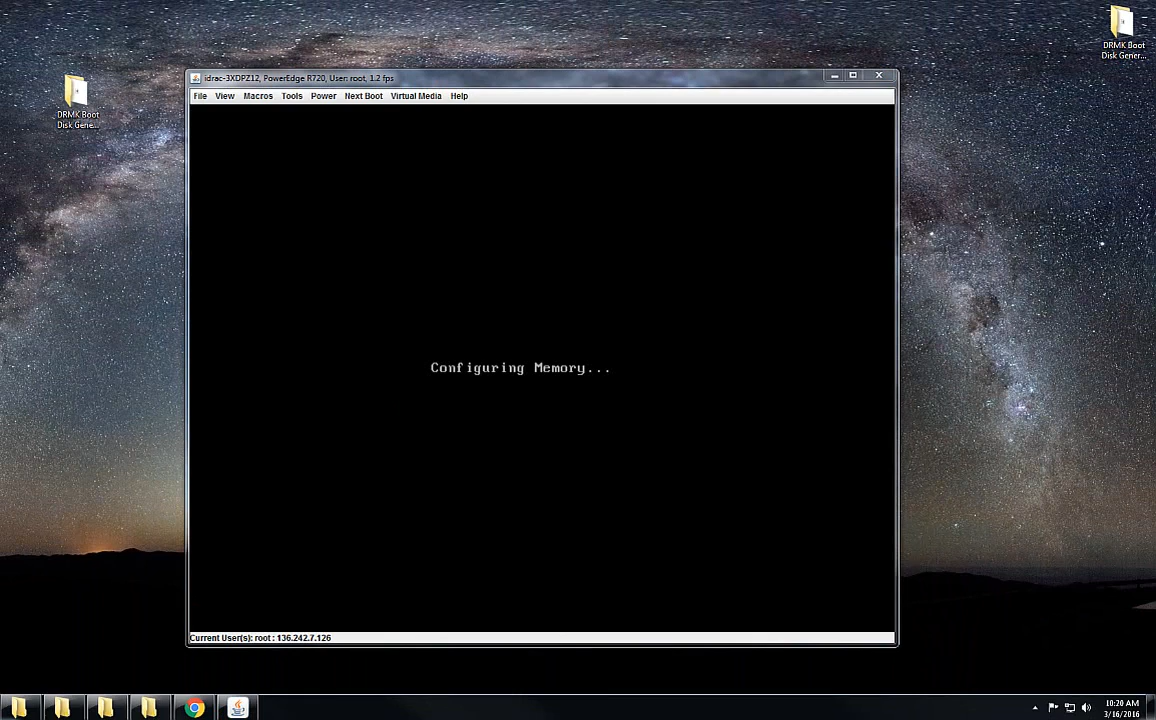 DRMK Boot
Disk Gener...
DRMK Boot
Disk Gene...
idrac-3XDPZ12, PowerEdge R720, User: root, 1.2 fps
File View Macros Tools Power Next Boot Virtual Media Help
Configuring Memory...
Current User(s): root : 136.242.7.126
10:20 AM
3/16/2016